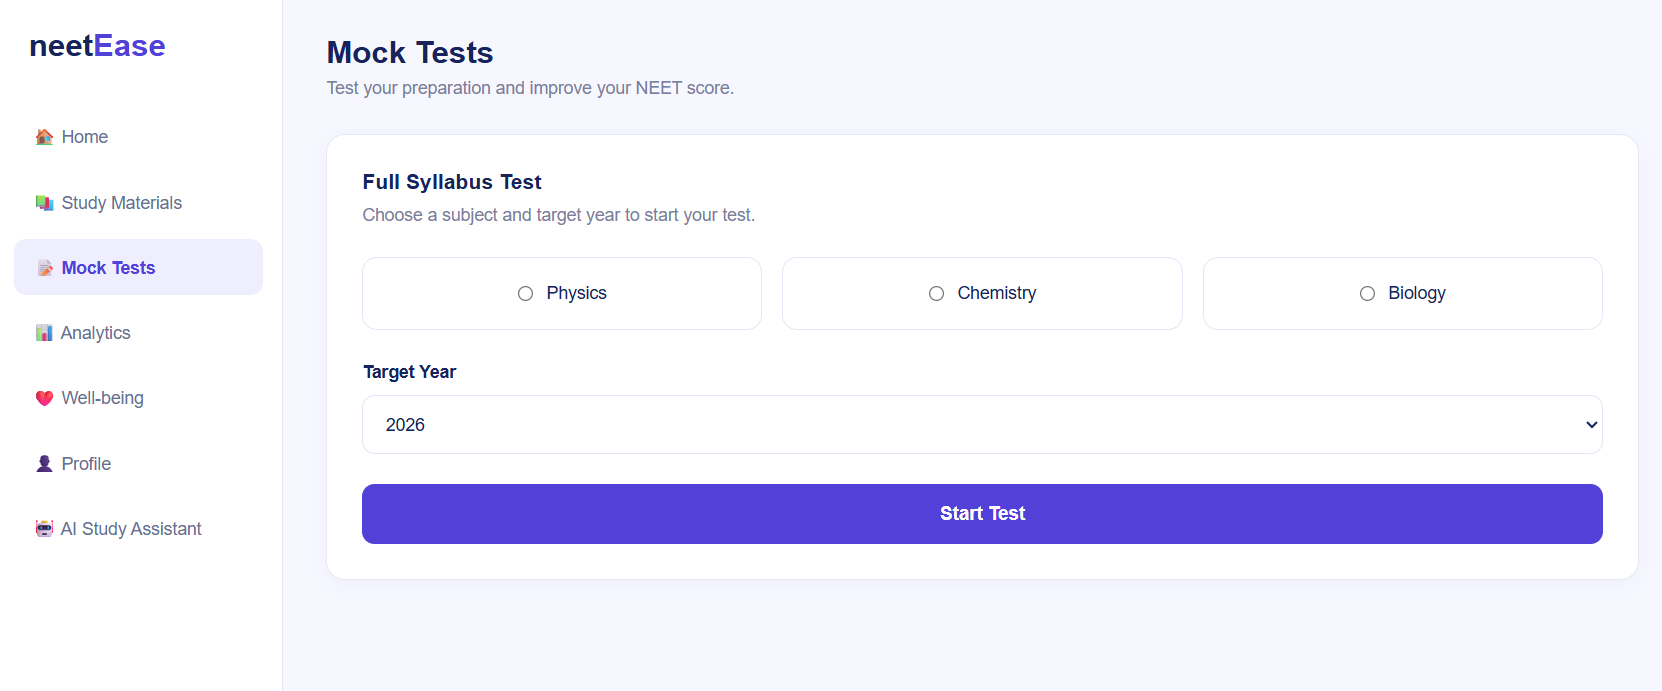 neetEase
Home
Study Materials
Mock Tests
Analytics
Well-being
Profile
AI Study Assistant
Mock Tests
Test your preparation and improve your NEET score.
Full Syllabus Test
Choose a subject and target year to start your test.
Physics
Chemistry
Biology
Target Year
2026
Start Test